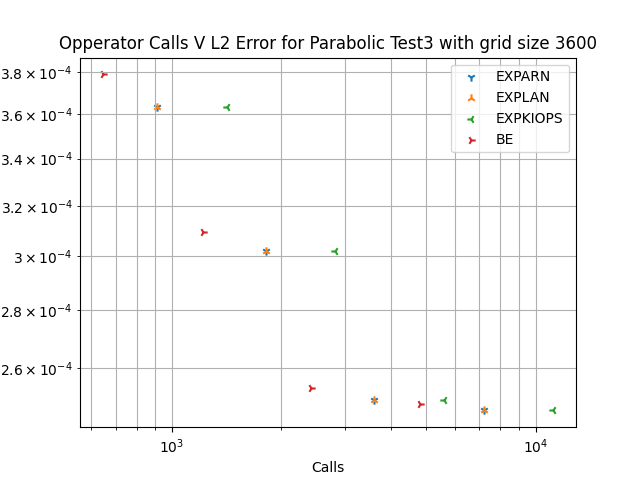 Opperator Calls V L2 Error for Parabolic Test3 with grid size 3600
3.8 × 10⁻⁴
3.6 × 10⁻⁴
3.4 × 10⁻⁴
3.2 × 10⁻⁴
3 × 10⁻⁴
2.8 × 10⁻⁴
2.6 × 10⁻⁴
EXPARN
EXPLAN
EXPKIOPS
BE
10³ 10⁴
Calls